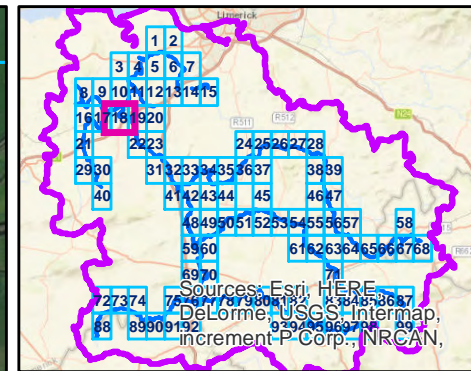 Limerick
1 2
3 4 5 6 7
8 9 10 11 12 13 14 15
N24
16 17 18 19 20
R511 R512
21 22 23 24 25 26 27 28
29 30 31 32 33 34 35 36 37 38 39
40 41 42 43 44 45 46 47
48 49 50 51 52 53 54 55 56 57 58
59 60 61 62 63 64 65 66 67 68
R66
69 70
Sources: Esri, HERE,
72 73 74
DeLorme, USGS, Intermap,
88 89 90 91 92
increment P Corp., NRCAN,